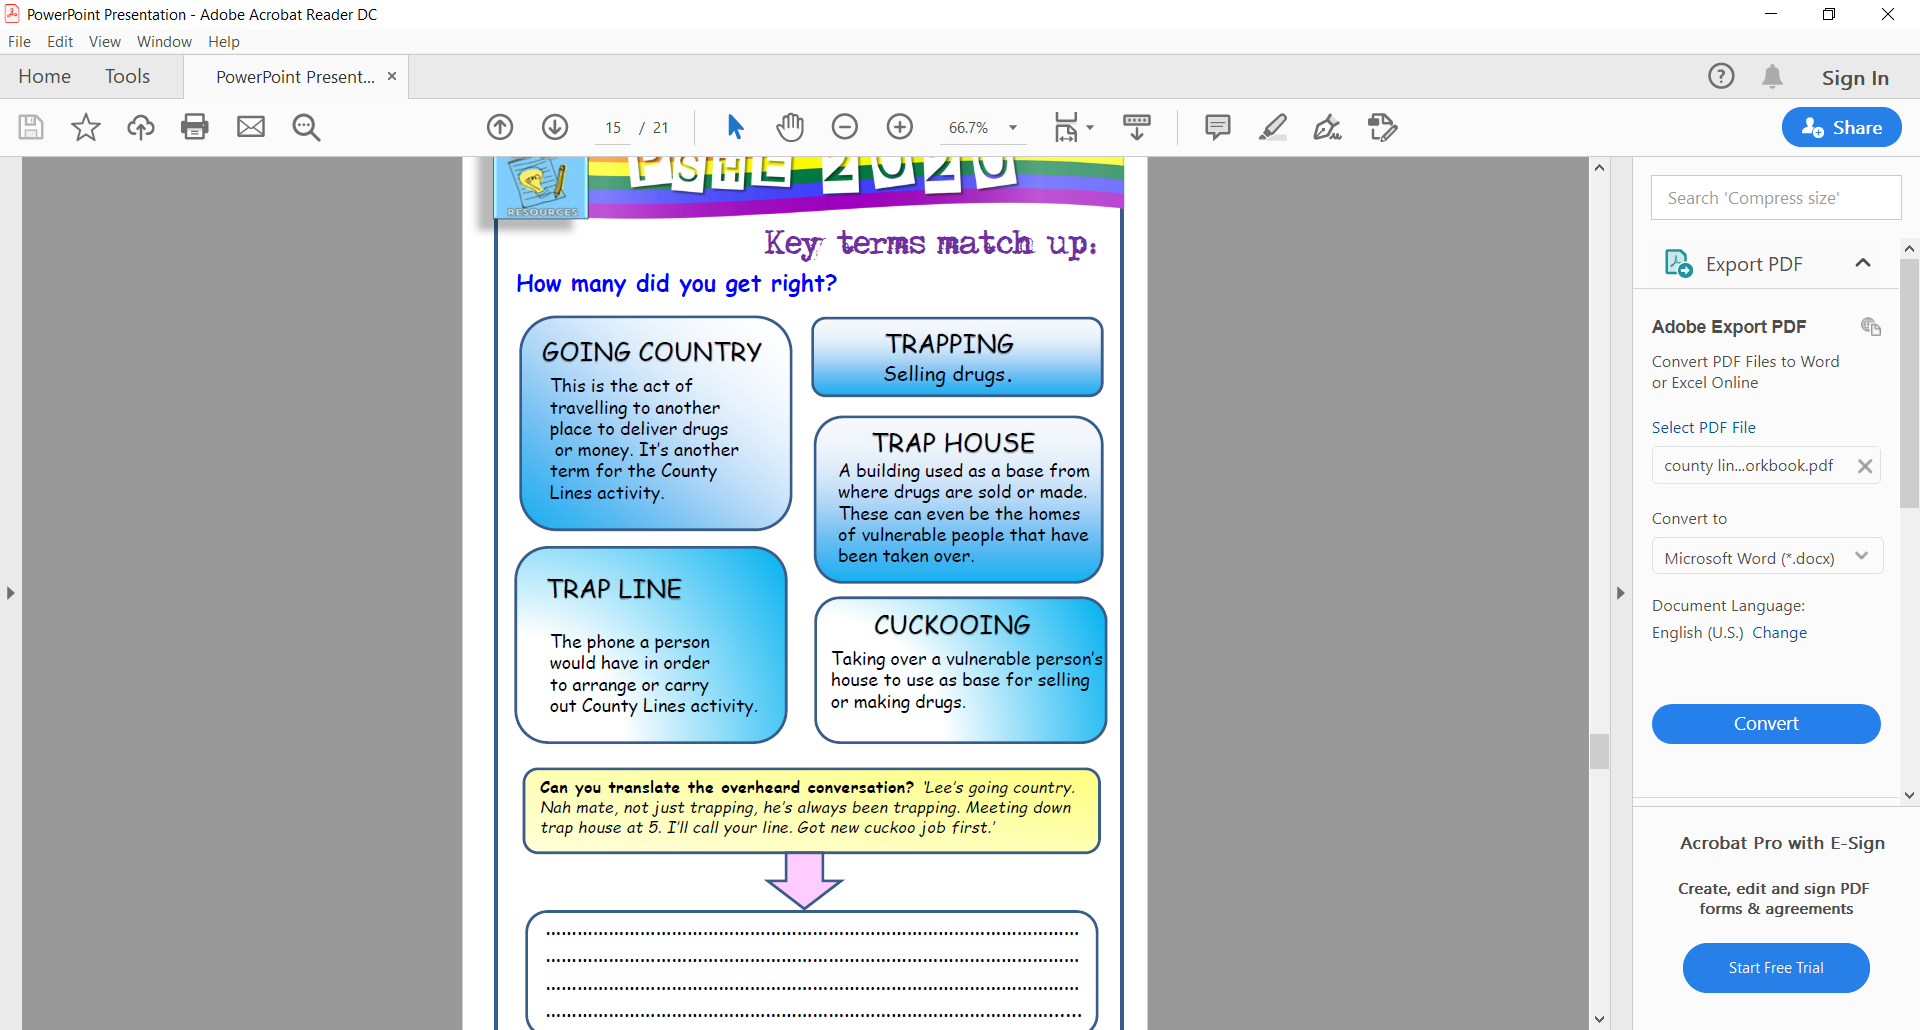 PowerPoint Presentation - Adobe Acrobat Reader DC
File Edit View Window Help
Home Tools PowerPoint Present... × ? Sign In
15 / 21 66.7% Share
PSHE 2020
RESOURCES
Key terms match up:
How many did you get right?
GOING COUNTRY
This is the act of
travelling to another
place to deliver drugs
or money. It's another
term for the County
Lines activity.
TRAPPING
Selling drugs.
TRAP HOUSE
A building used as a base from
where drugs are sold or made.
These can even be the homes
of vulnerable people that have
been taken over.
TRAP LINE
The phone a person
would have in order
to arrange or carry
out County Lines activity.
CUCKOOING
Taking over a vulnerable person's
house to use as base for selling
or making drugs.
Can you translate the overheard conversation? 'Lee's going country.
Nah mate, not just trapping, he's always been trapping. Meeting down
trap house at 5. I'll call your line. Got new cuckoo job first.'
Search 'Compress size'
Export PDF
Adobe Export PDF
Convert PDF Files to Word
or Excel Online
Select PDF File
county lin...orkbook.pdf
Convert to
Microsoft Word (*.docx)
Document Language:
English (U.S.) Change
Convert
Acrobat Pro with E-Sign
Create, edit and sign PDF
forms & agreements
Start Free Trial